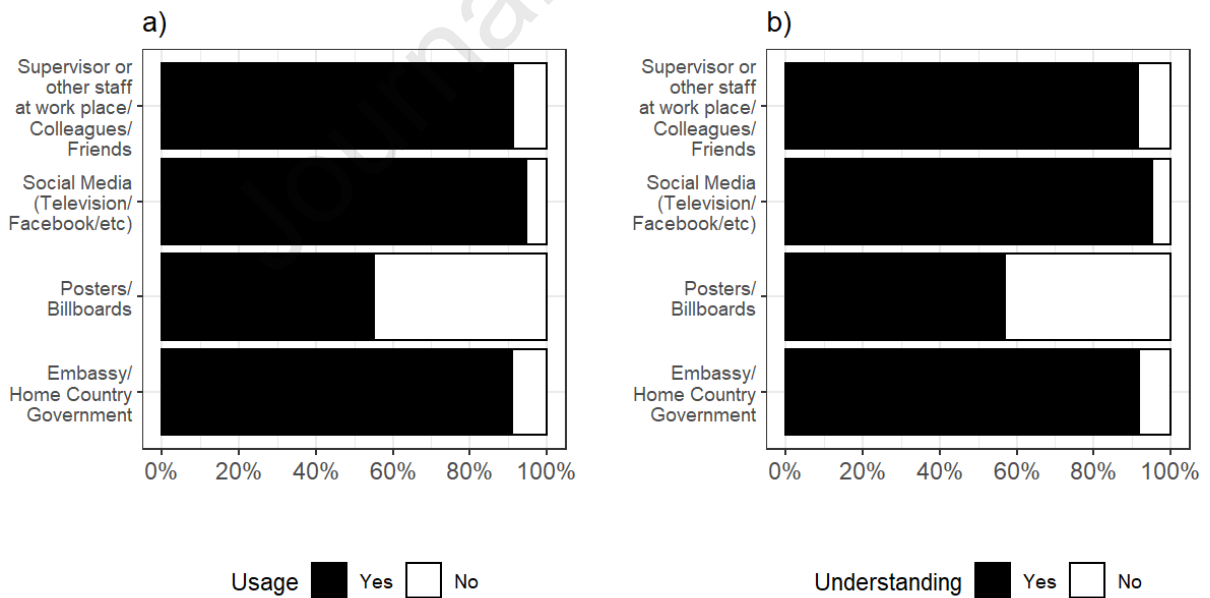 Journal
a)
Supervisor or
other staff
at work place/
Colleagues/
Friends
Social Media
(Television/
Facebook/etc)
Posters/
Billboards
Embassy/
Home Country
Government
0% 20% 40% 60% 80% 100%
Usage Yes No
b)
Supervisor or
other staff
at work place/
Colleagues/
Friends
Social Media
(Television/
Facebook/etc)
Posters/
Billboards
Embassy/
Home Country
Government
0% 20% 40% 60% 80% 100%
Understanding Yes No